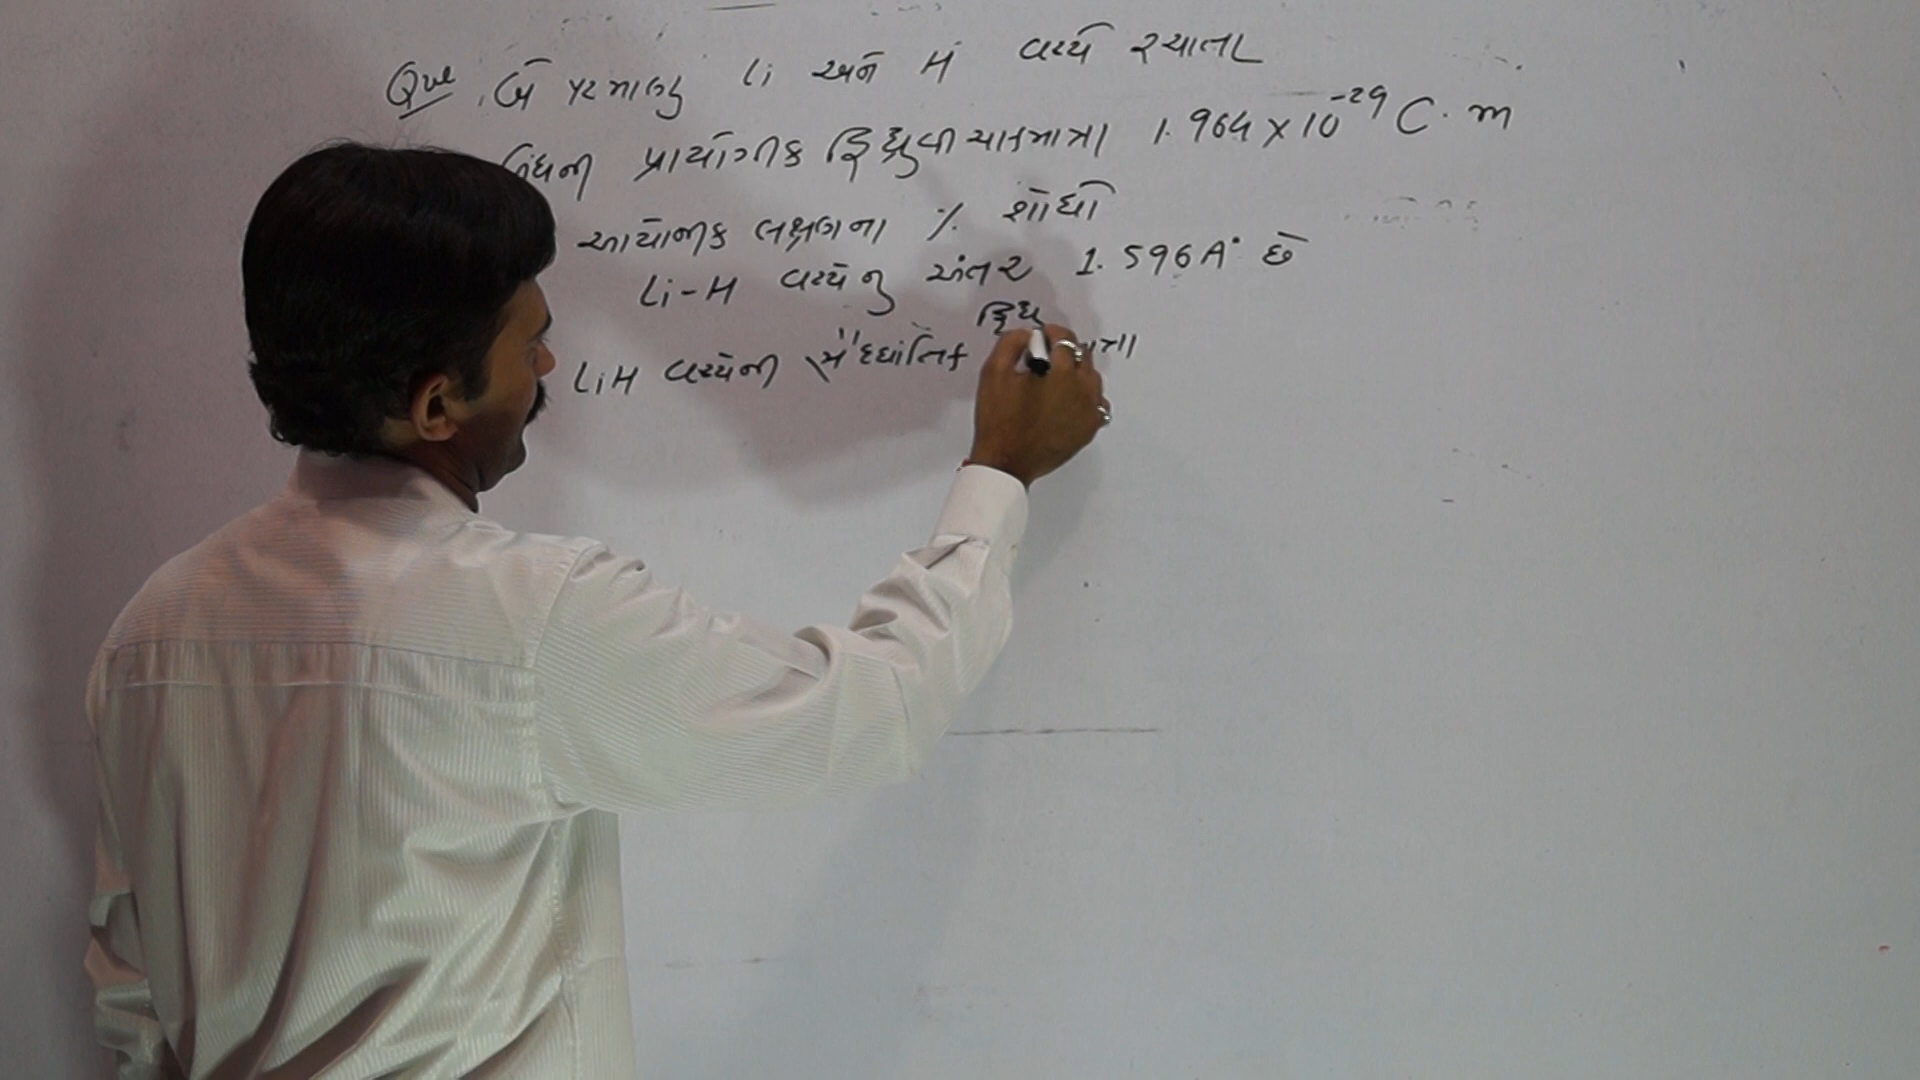 Que. બે પરમાણુ Li અને H વચ્ચે રચાતા
બંધની પ્રાયોગીક દ્વિધ્રુવી ચાકમાત્રા 1.964 × 10⁻²⁹ C. m
આયોનીક લક્ષણના % શોધો
Li-H વચ્ચેનુ અંતર 1.596 A° છે
દ્વિધ્રુ
LiH વચ્ચેની સૈદ્ધાંતિક